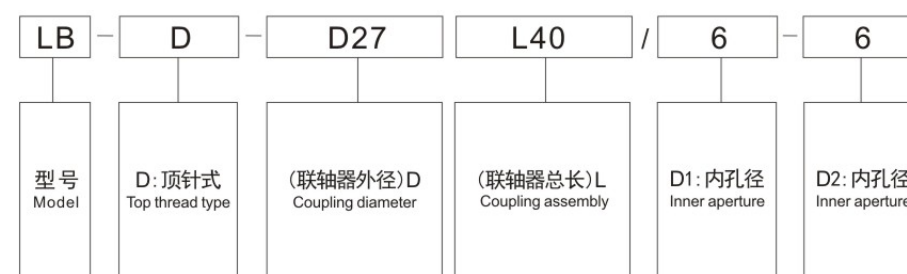 LB – D – D27 L40 / 6 – 6
型号 D:顶针式 (联轴器外径)D (联轴器总长)L D1:内孔径 D2:内孔径
Model Top thread type Coupling diameter Coupling assembly Inner aperture Inner aperture